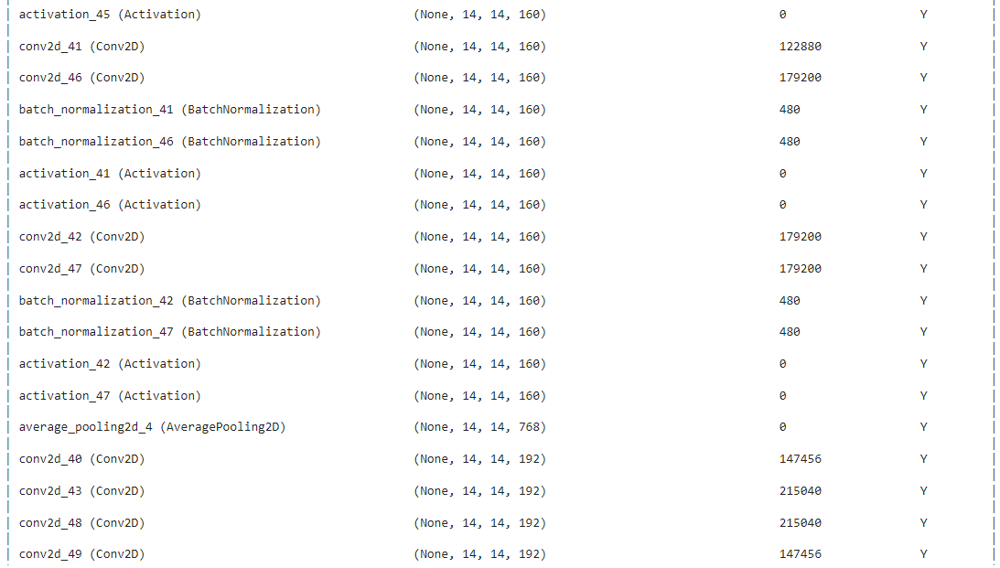 activation_45 (Activation) (None, 14, 14, 160) 0 Y
conv2d_41 (Conv2D) (None, 14, 14, 160) 122880 Y
conv2d_46 (Conv2D) (None, 14, 14, 160) 179200 Y
batch_normalization_41 (BatchNormalization) (None, 14, 14, 160) 480 Y
batch_normalization_46 (BatchNormalization) (None, 14, 14, 160) 480 Y
activation_41 (Activation) (None, 14, 14, 160) 0 Y
activation_46 (Activation) (None, 14, 14, 160) 0 Y
conv2d_42 (Conv2D) (None, 14, 14, 160) 179200 Y
conv2d_47 (Conv2D) (None, 14, 14, 160) 179200 Y
batch_normalization_42 (BatchNormalization) (None, 14, 14, 160) 480 Y
batch_normalization_47 (BatchNormalization) (None, 14, 14, 160) 480 Y
activation_42 (Activation) (None, 14, 14, 160) 0 Y
activation_47 (Activation) (None, 14, 14, 160) 0 Y
average_pooling2d_4 (AveragePooling2D) (None, 14, 14, 768) 0 Y
conv2d_40 (Conv2D) (None, 14, 14, 192) 147456 Y
conv2d_43 (Conv2D) (None, 14, 14, 192) 215040 Y
conv2d_48 (Conv2D) (None, 14, 14, 192) 215040 Y
conv2d_49 (Conv2D) (None, 14, 14, 192) 147456 Y